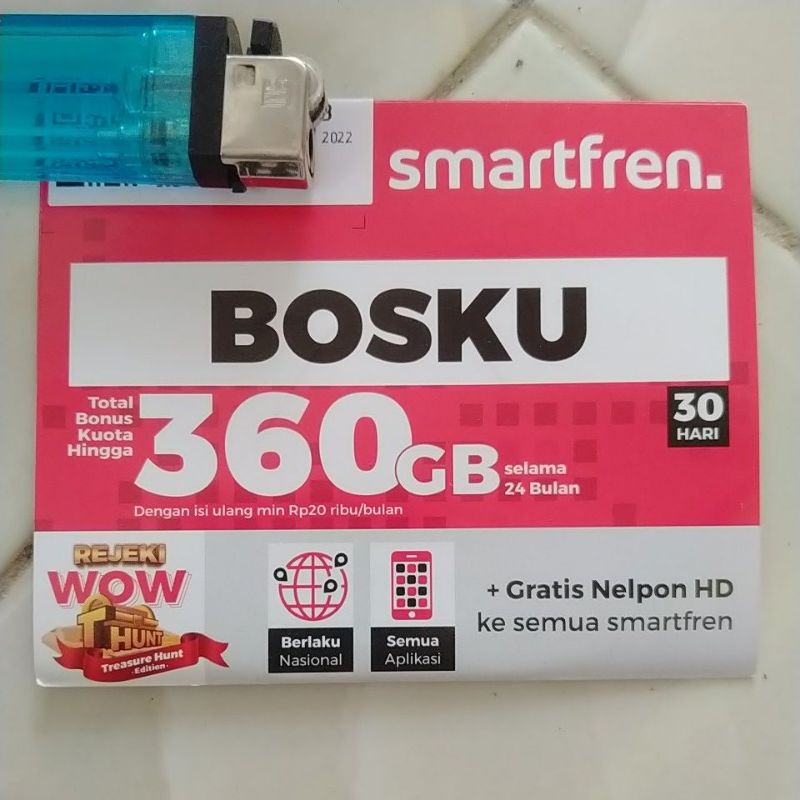 2022
smartfren.
BOSKU
Total
Bonus
Kuota
Hingga
360GB
selama
24 Bulan
30
HARI
Dengan isi ulang min Rp20 ribu/bulan
REJEKI
WOW
HUNT
Treasure Hunt
-Edition-
Berlaku
Nasional
Semua
Aplikasi
+ Gratis Nelpon HD
ke semua smartfren